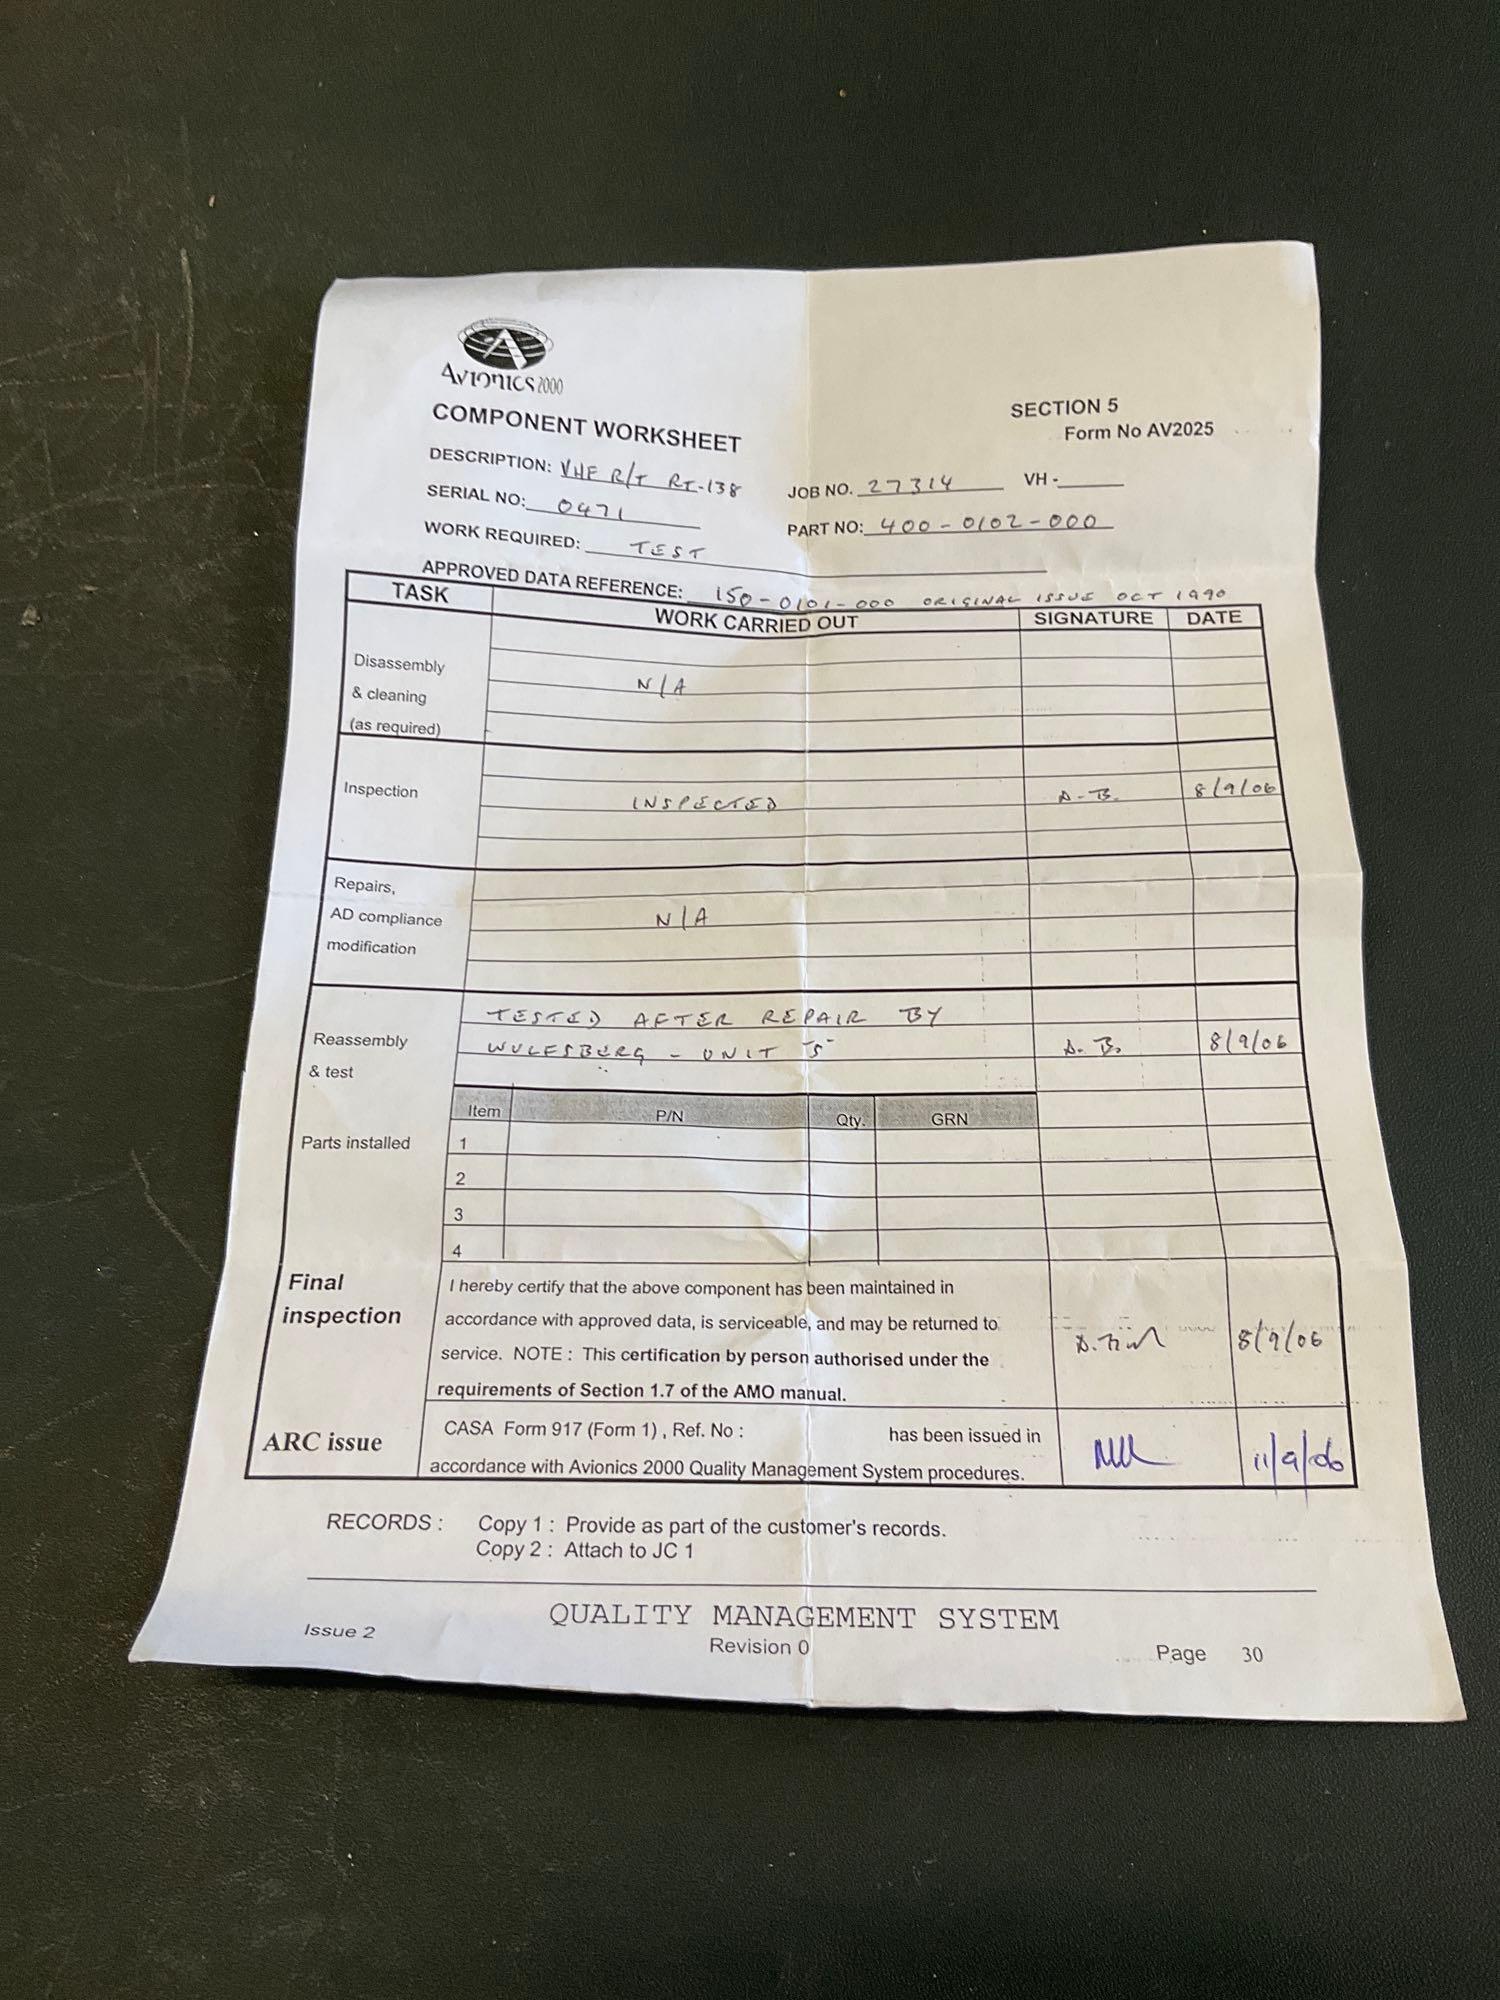 AVIONICS 2000
COMPONENT WORKSHEET
SECTION 5
Form No AV2025
DESCRIPTION: VHF R/T RT-138
JOB NO. 27314 VH -
SERIAL NO: 0471
PART NO: 400-0102-000
WORK REQUIRED: TEST
APPROVED DATA REFERENCE: 150-0101-000 ORIGINAL ISSUE OCT 1990
TASK WORK CARRIED OUT SIGNATURE DATE
Disassembly
& cleaning N/A
(as required)
Inspection INSPECTED A.B. 8/9/06
Repairs,
AD compliance N/A
modification
TESTED AFTER REPAIR BY
Reassembly WULFSBERG - UNIT "S" A.B. 8/9/06
& test
Item P/N Qty. GRN
Parts installed 1
2
3
4
Final I hereby certify that the above component has been maintained in
inspection accordance with approved data, is serviceable, and may be returned to 8/9/06
service. NOTE : This certification by person authorised under the
requirements of Section 1.7 of the AMO manual.
CASA Form 917 (Form 1) , Ref. No : has been issued in
ARC issue accordance with Avionics 2000 Quality Management System procedures. 11/9/06
RECORDS : Copy 1 : Provide as part of the customer's records.
Copy 2 : Attach to JC 1
QUALITY MANAGEMENT SYSTEM
Issue 2 Revision 0 Page 30